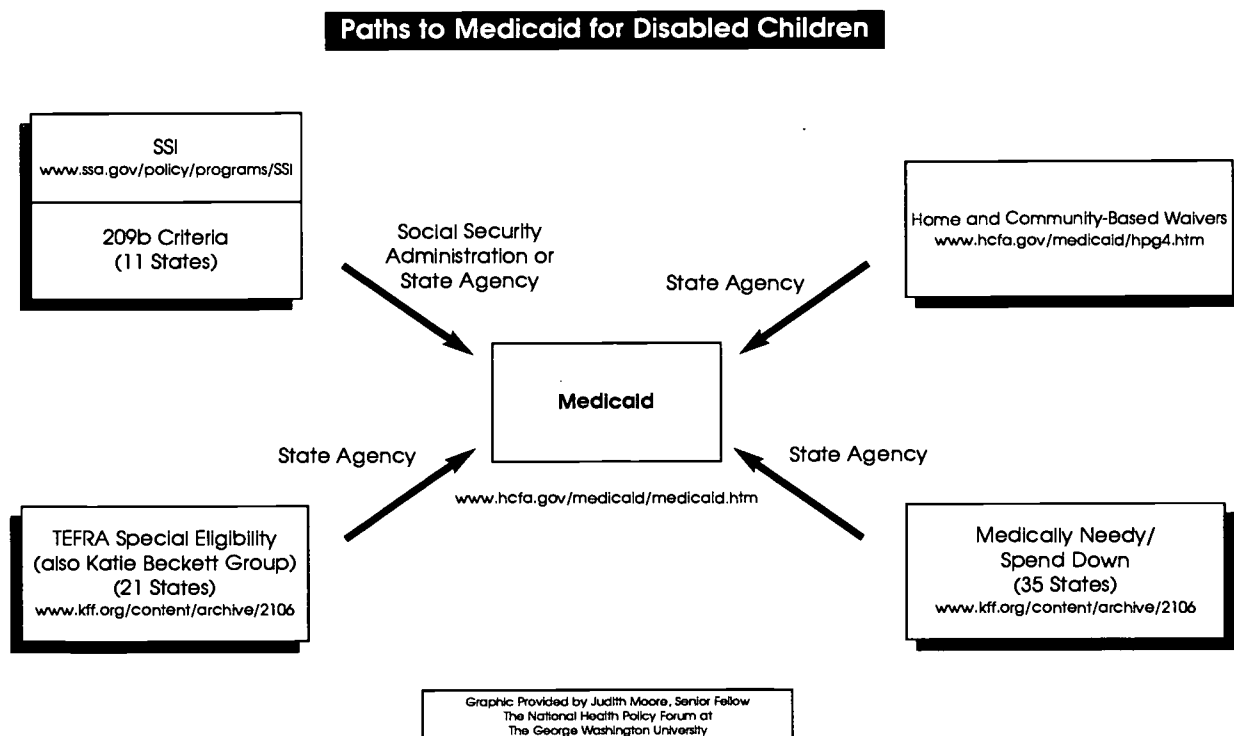 Paths to Medicaid for Disabled Children
SSI
www.ssa.gov/policy/programs/SSI
209b Criteria
(11 States)
Social Security
Administration or
State Agency
State Agency
Home and Community-Based Waivers
www.hcfa.gov/medicaid/hpg4.htm
Medicaid
www.hcfa.gov/medicaid/medicaid.htm
State Agency
State Agency
TEFRA Special Eligibility
(also Katie Beckett Group)
(21 States)
www.kff.org/content/archive/2106
Medically Needy/
Spend Down
(35 States)
www.kff.org/content/archive/2106
Graphic Provided by Judith Moore, Senior Fellow
The National Health Policy Forum at
The George Washington University